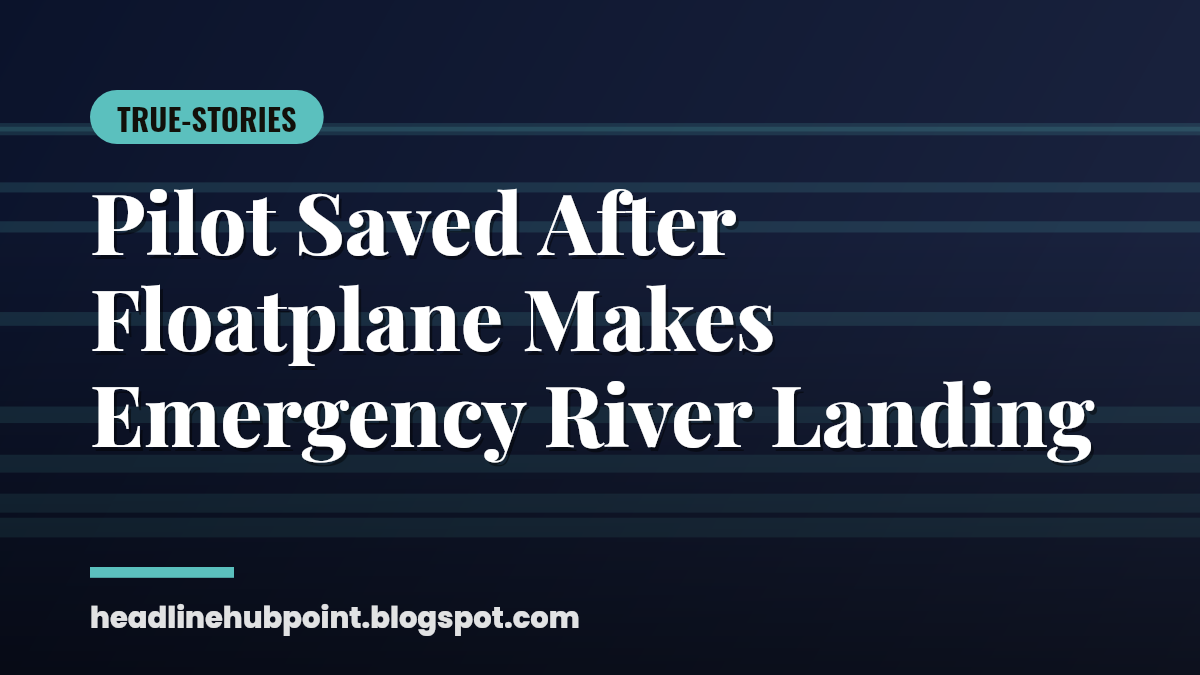 TRUE-STORIES
Pilot Saved After
Floatplane Makes
Emergency River Landing
headlinehubpoint.blogspot.com